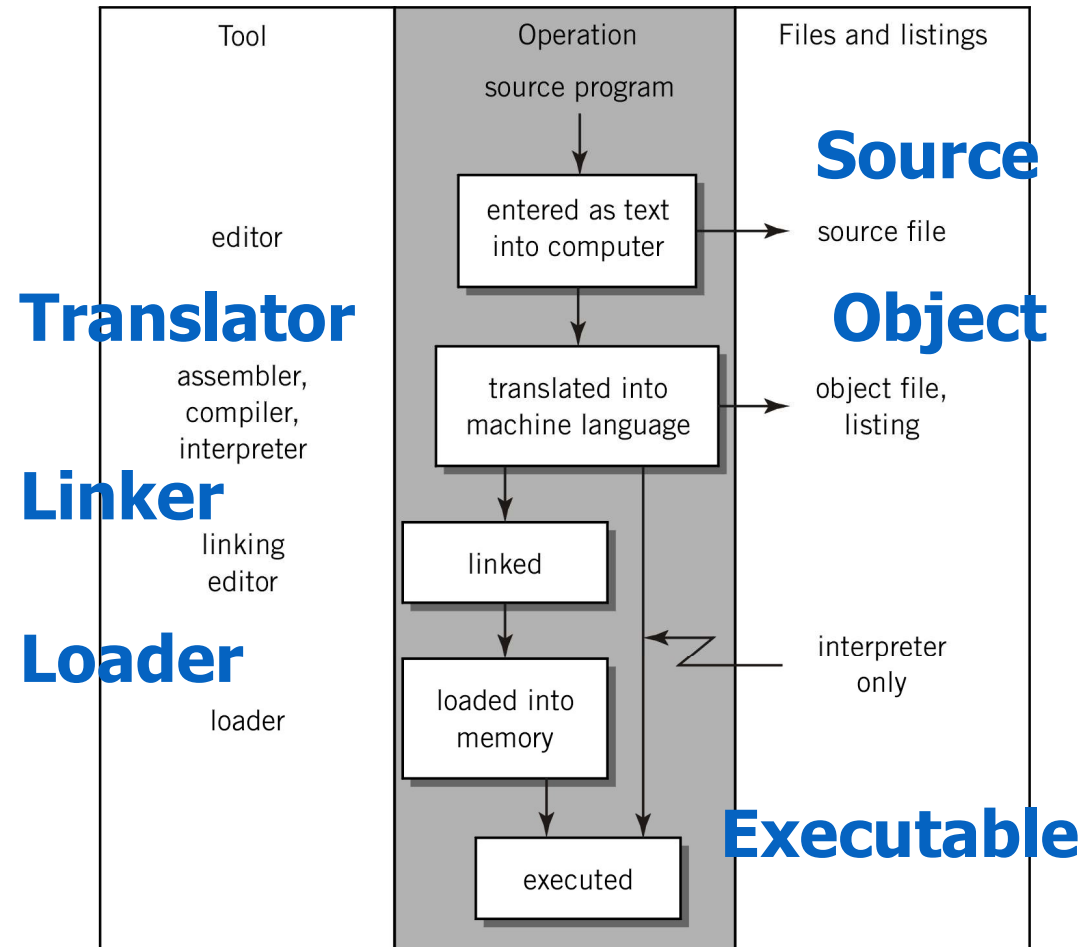 Tool
Operation
Files and listings
source program
Source
entered as text
into computer
editor
source file
Translator
Object
assembler,
compiler,
interpreter
translated into
machine language
object file,
listing
Linker
linking
editor
linked
Loader
loader
loaded into
memory
interpreter
only
Executable
executed